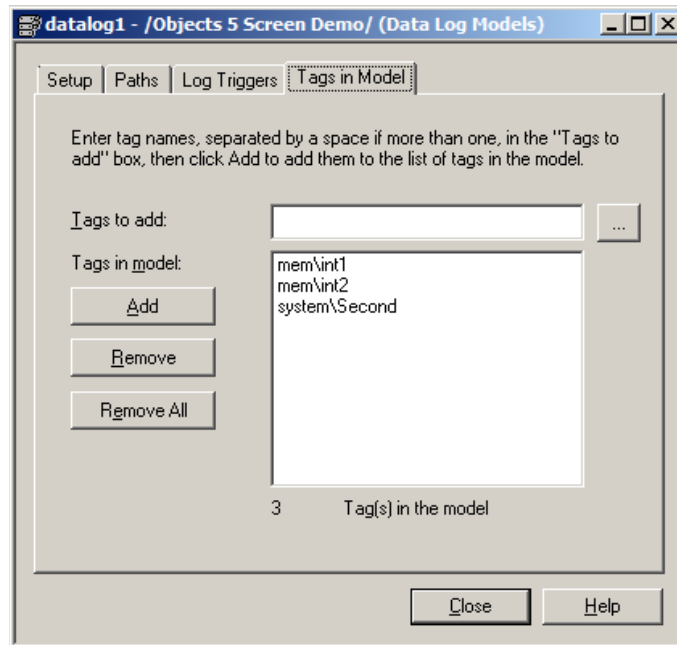 datalog1 - /Objects 5 Screen Demo/ (Data Log Models)
Setup Paths Log Triggers Tags in Model
Enter tag names, separated by a space if more than one, in the "Tags to
add" box, then click Add to add them to the list of tags in the model.
Tags to add: ...
Tags in model:
mem\int1
mem\int2
system\Second
Add
Remove
Remove All
3 Tag(s) in the model
Close Help